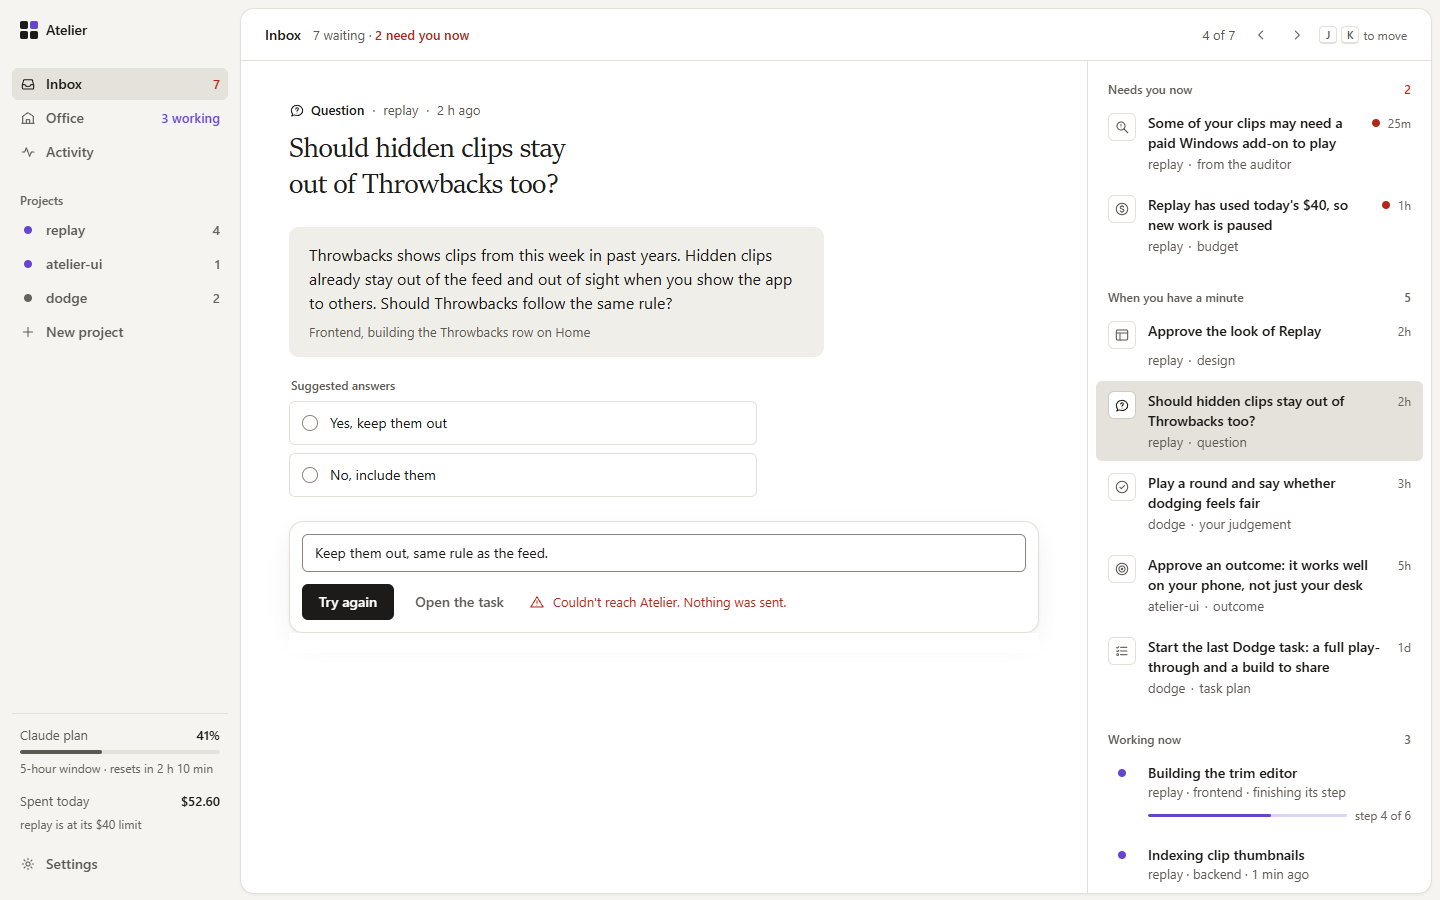 Atelier
Inbox 7
Office 3 working
Activity
Projects
replay 4
atelier-ui 1
dodge 2
New project
Claude plan 41%
5-hour window · resets in 2 h 10 min
Spent today $52.60
replay is at its $40 limit
Settings
Inbox 7 waiting · 2 need you now
4 of 7 J K to move
Question · replay · 2 h ago
Should hidden clips stay
out of Throwbacks too?
Throwbacks shows clips from this week in past years. Hidden clips
already stay out of the feed and out of sight when you show the app
to others. Should Throwbacks follow the same rule?
Frontend, building the Throwbacks row on Home
Suggested answers
Yes, keep them out
No, include them
Keep them out, same rule as the feed.
Try again Open the task Couldn't reach Atelier. Nothing was sent.
Needs you now 2
Some of your clips may need a 25m
paid Windows add-on to play
replay · from the auditor
Replay has used today's $40, so 1h
new work is paused
replay · budget
When you have a minute 5
Approve the look of Replay 2h
replay · design
Should hidden clips stay out of 2h
Throwbacks too?
replay · question
Play a round and say whether 3h
dodging feels fair
dodge · your judgement
Approve an outcome: it works well 5h
on your phone, not just your desk
atelier-ui · outcome
Start the last Dodge task: a full play- 1d
through and a build to share
dodge · task plan
Working now 3
Building the trim editor
replay · frontend · finishing its step
step 4 of 6
Indexing clip thumbnails
replay · backend · 1 min ago